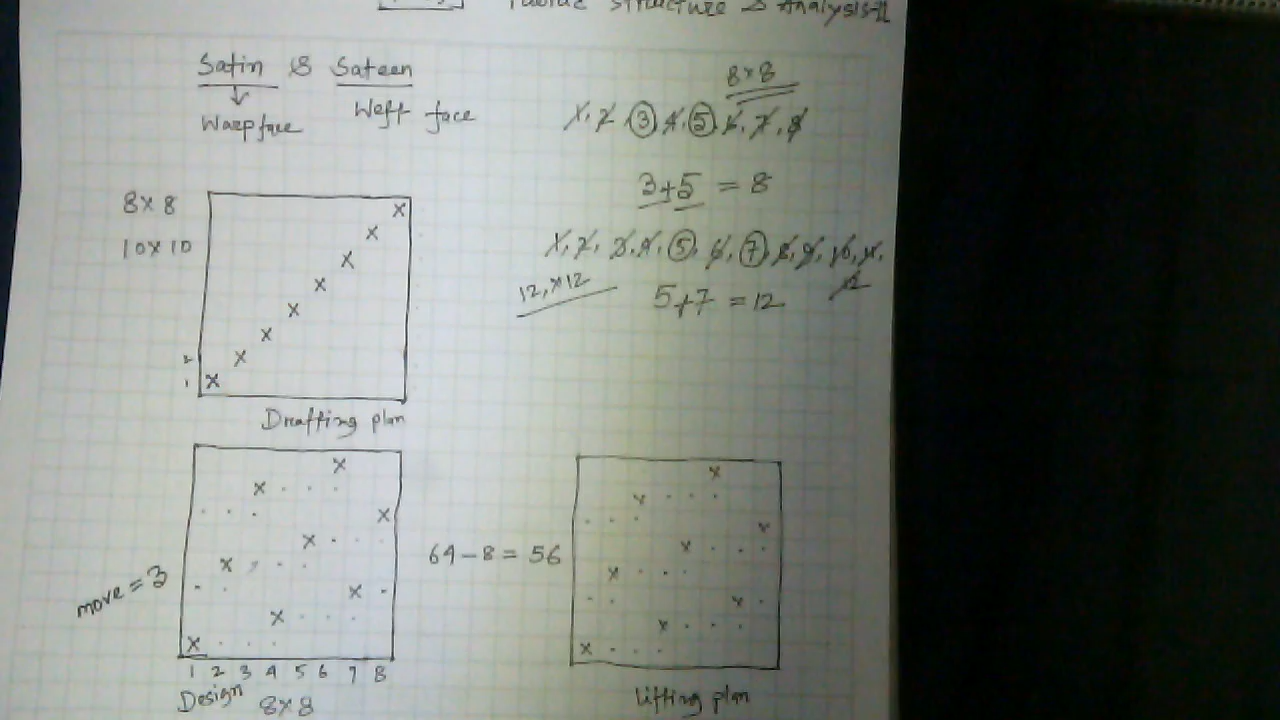 Structure & Analysis-II
Satin & Sateen
Warp face
Weft face
8×8
1, 2, 3, 4, 5, 6, 7, 8
3+5 = 8
1, 2, 3, 4, 5, 6, 7, 8, 9, 10, 11,
12
12×12
5+7 = 12
8×8
10×10
2
1
Drafting plan
move = 3
1 2 3 4 5 6 7 8
Design 8×8
64 - 8 = 56
lifting plan